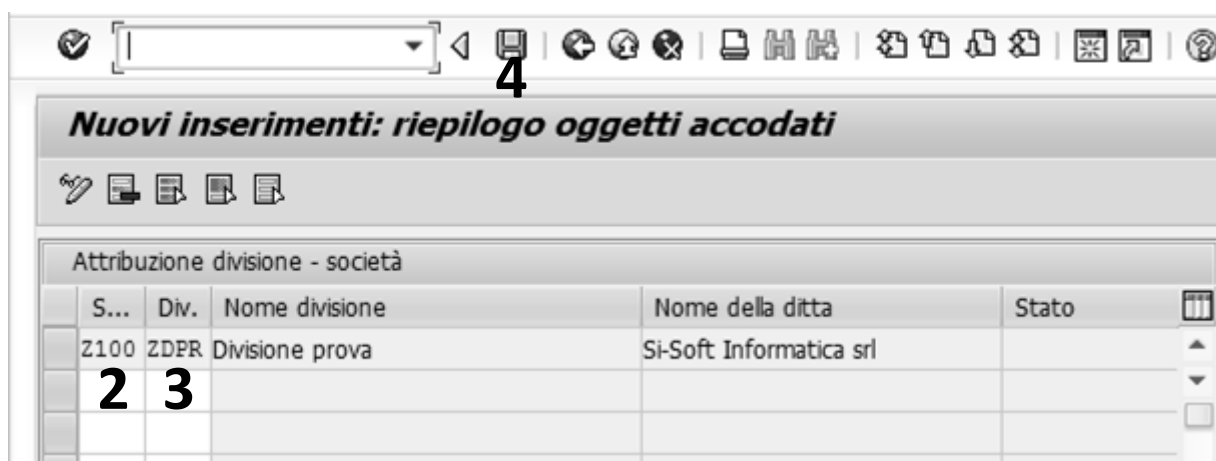 4
Nuovi inserimenti: riepilogo oggetti accodati
Attribuzione divisione - società
S... Div. Nome divisione Nome della ditta Stato
Z100 ZDPR Divisione prova Si-Soft Informatica srl
2 3